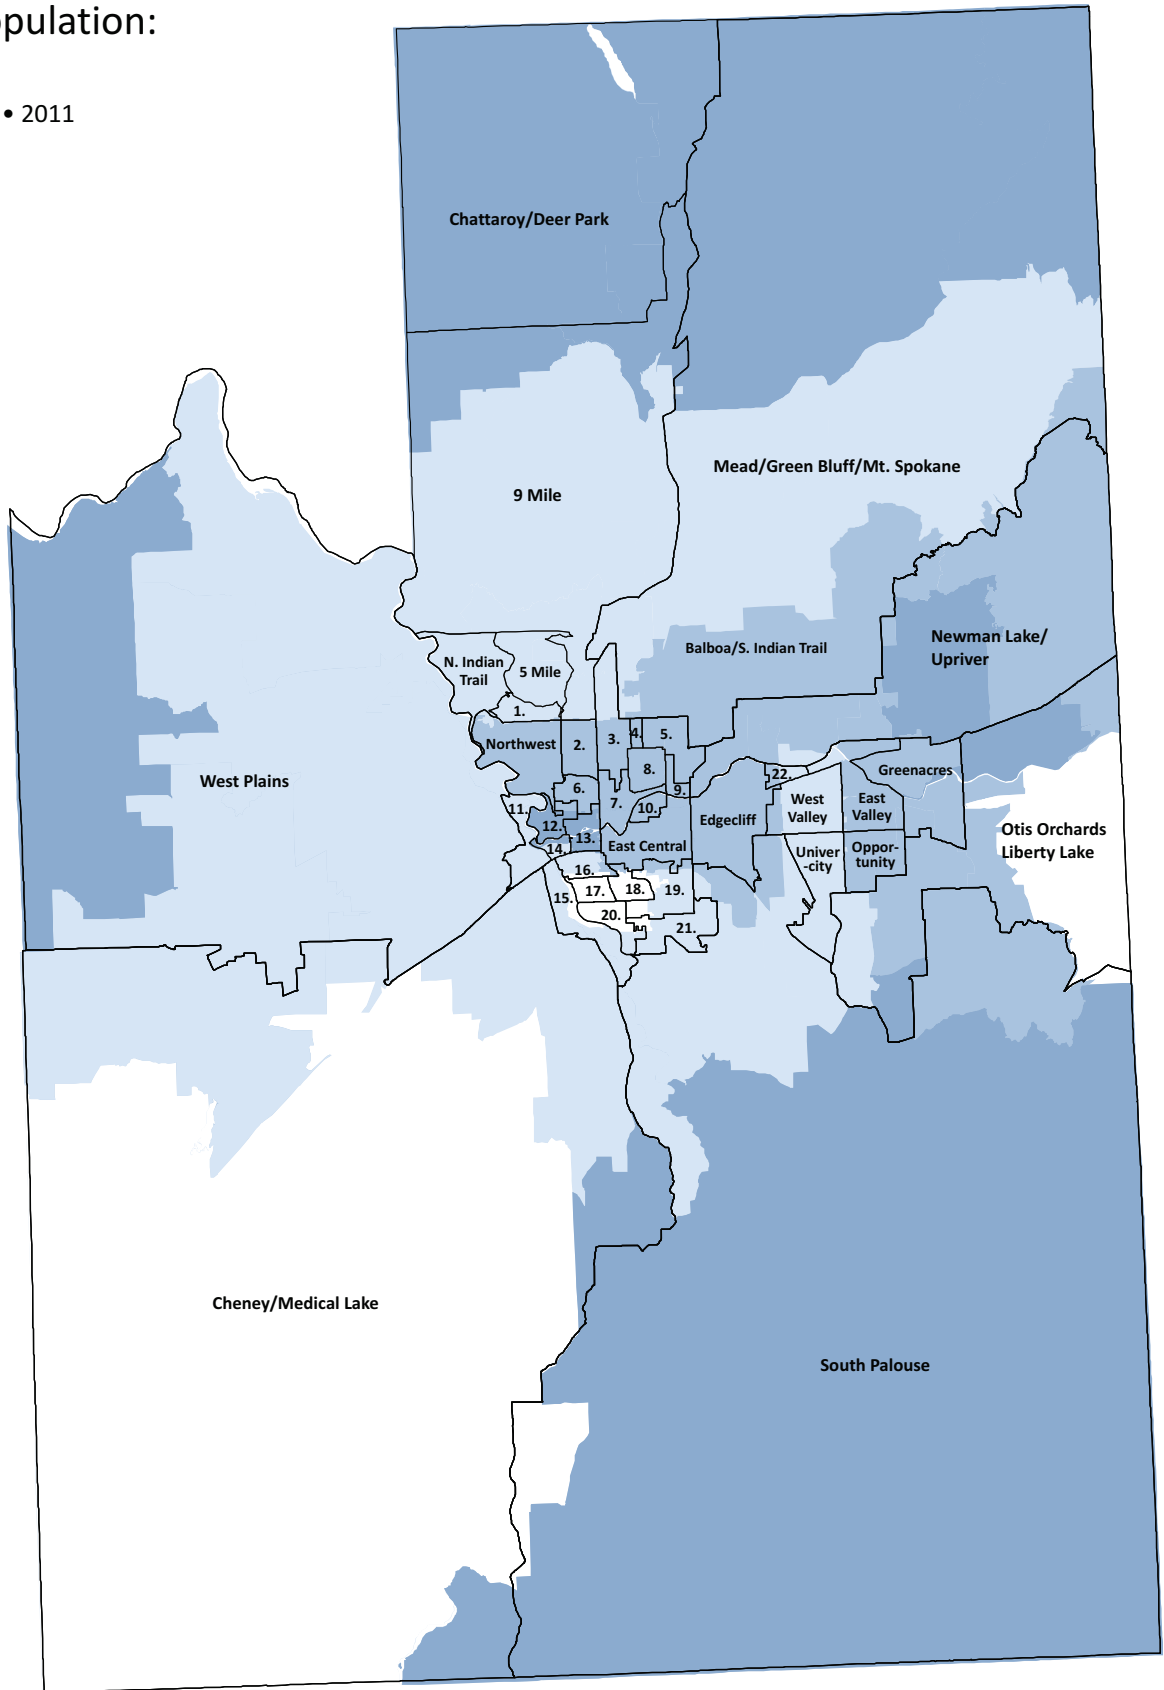 opulation:
• 2011
Chattaroy/Deer Park
Mead/Green Bluff/Mt. Spokane
9 Mile
Newman Lake/
Upriver
Balboa/S. Indian Trail
N. Indian
Trail
5 Mile
1.
Northwest
2.
3.
4.
5.
West Plains
8.
22.
Greenacres
6.
7.
9.
10.
11.
West
Valley
East
Valley
Edgecliff
12.
13.
14.
East Central
Otis Orchards
Liberty Lake
Univer
-city
Oppor-
tunity
16.
15.
17.
18.
19.
20.
21.
Cheney/Medical Lake
South Palouse